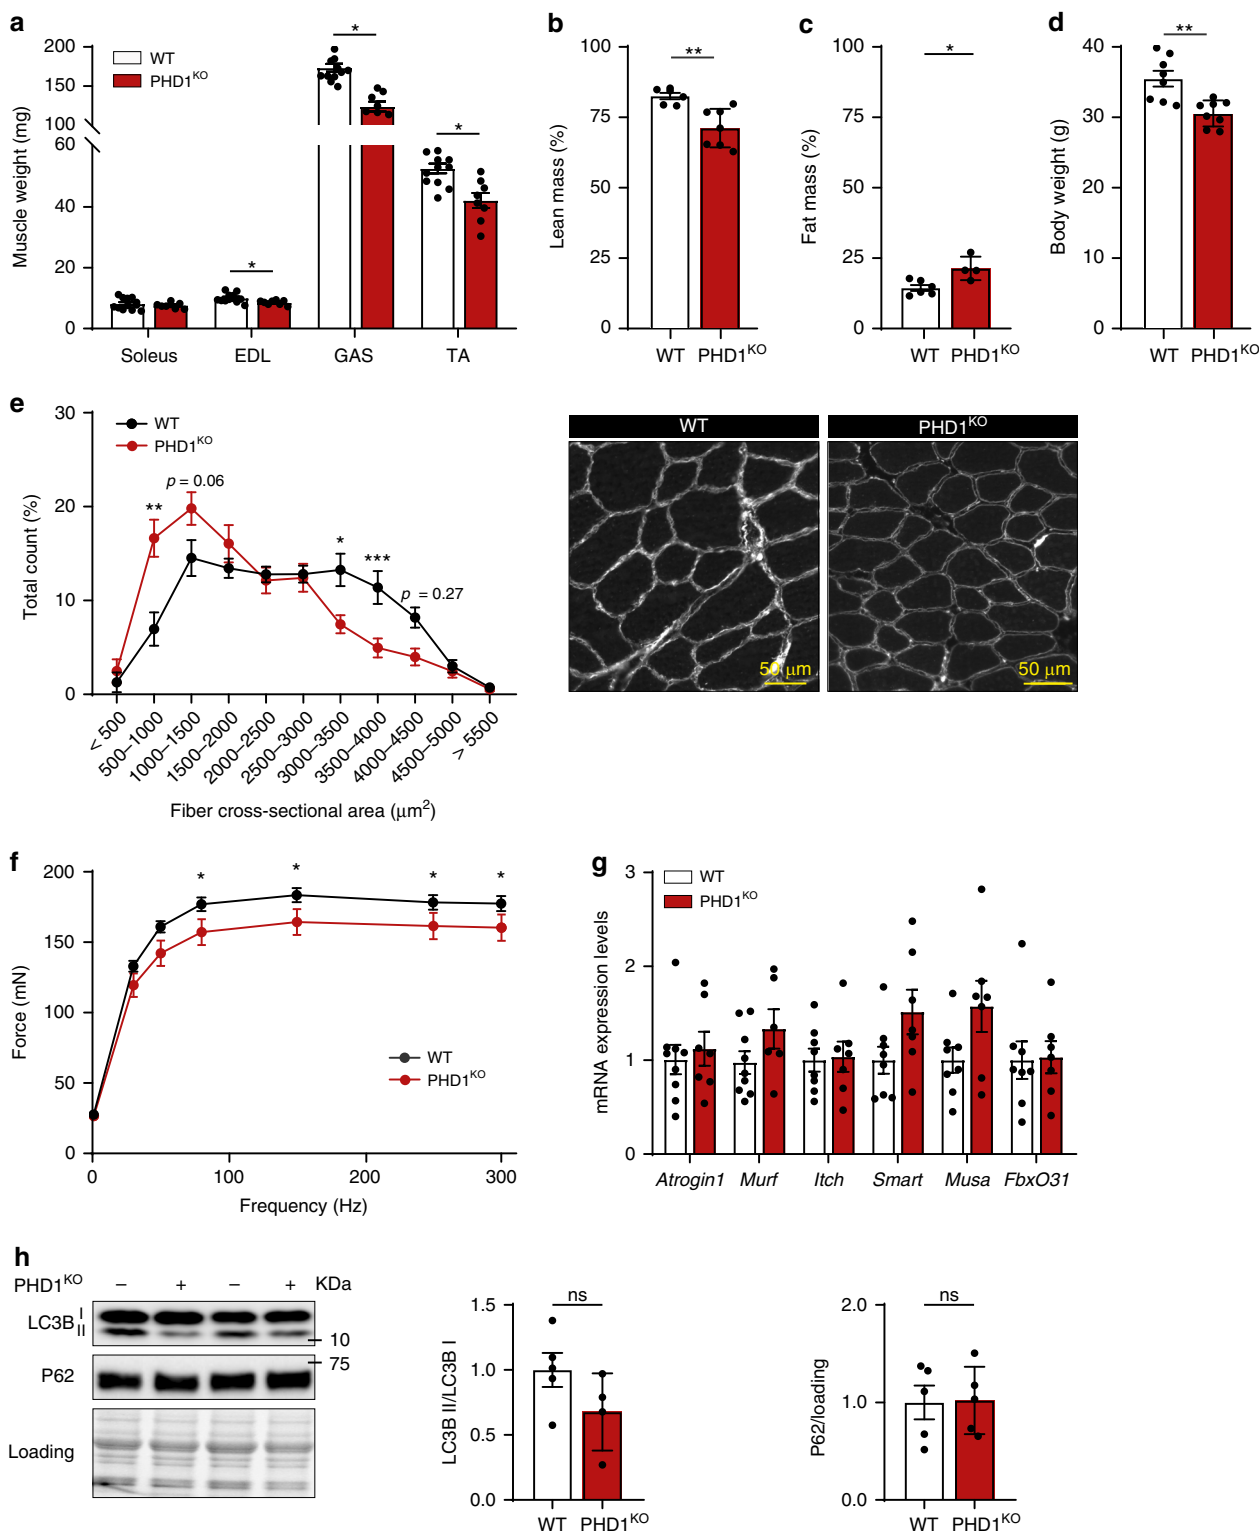 a
Muscle weight (mg)
200
150
100
60
40
20
0
WT
PHD1KO
*
*
*
Soleus EDL GAS TA
b
Lean mass (%)
100
75
50
25
0
**
WT PHD1KO
c
Fat mass (%)
100
75
50
25
0
*
WT PHD1KO
d
Body weight (g)
40
30
20
10
0
**
WT PHD1KO
e
Total count (%)
30
20
10
0
WT
PHD1KO
**
p = 0.06
*
***
p = 0.27
< 500
500–1000
1000–1500
1500–2000
2000–2500
2500–3000
3000–3500
3500–4000
4000–4500
4500–5000
> 5500
Fiber cross-sectional area (μm2)
WT
50 μm
PHD1KO
50 μm
f
Force (mN)
200
150
100
50
0
* * * *
WT
PHD1KO
0 100 200 300
Frequency (Hz)
g
mRNA expression levels
3
2
1
0
WT
PHD1KO
Atrogin1 Murf Itch Smart Musa FbxO31
h
PHD1KO – + – + KDa
LC3B I
II
10
75
P62
Loading
LC3B II/LC3B I
1.5
1.0
0.5
0.0
ns
WT PHD1KO
P62/loading
2.0
1.0
0.0
ns
WT PHD1KO